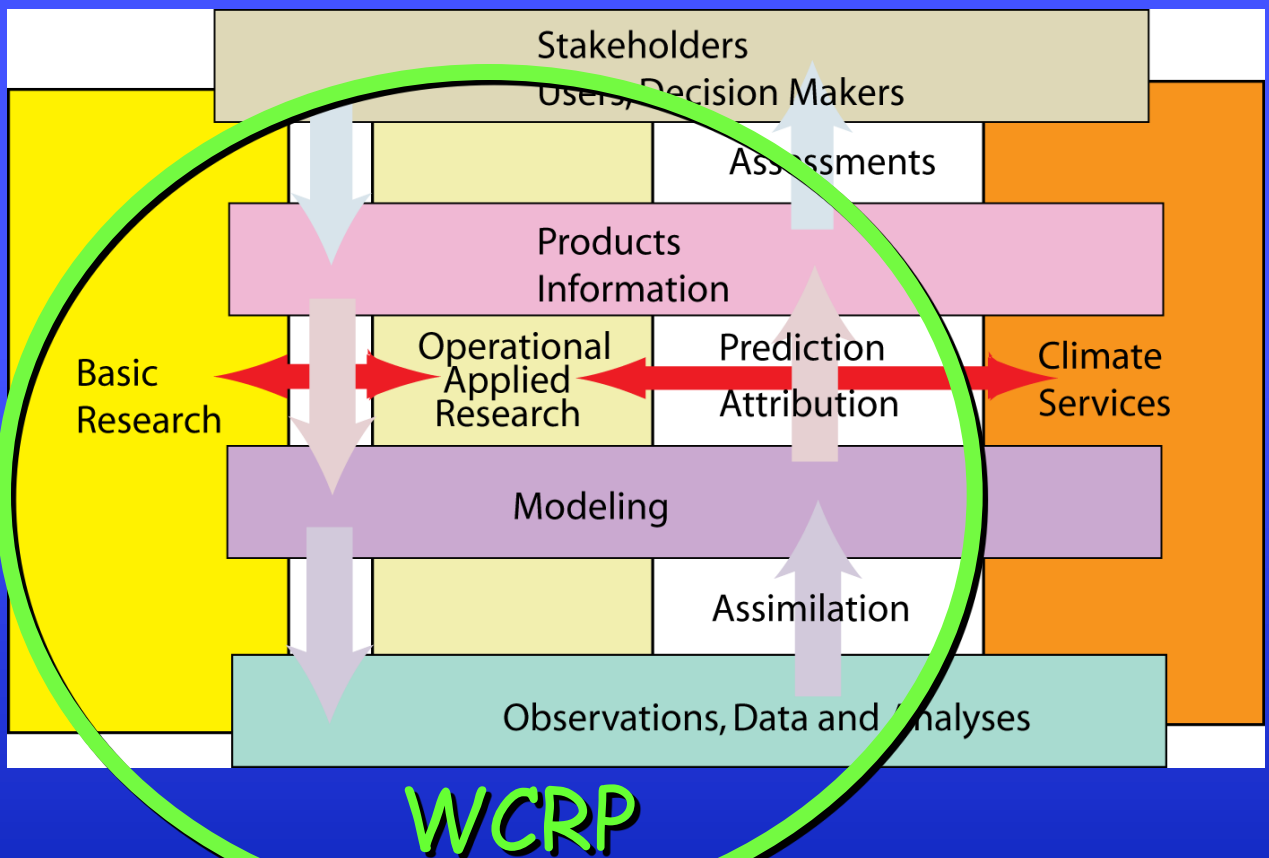 Stakeholders
Users, Decision Makers
Assessments
Products
Information
Basic
Research
Operational
Applied
Research
Prediction
Attribution
Climate
Services
Modeling
Assimilation
Observations, Data and Analyses
WCRP